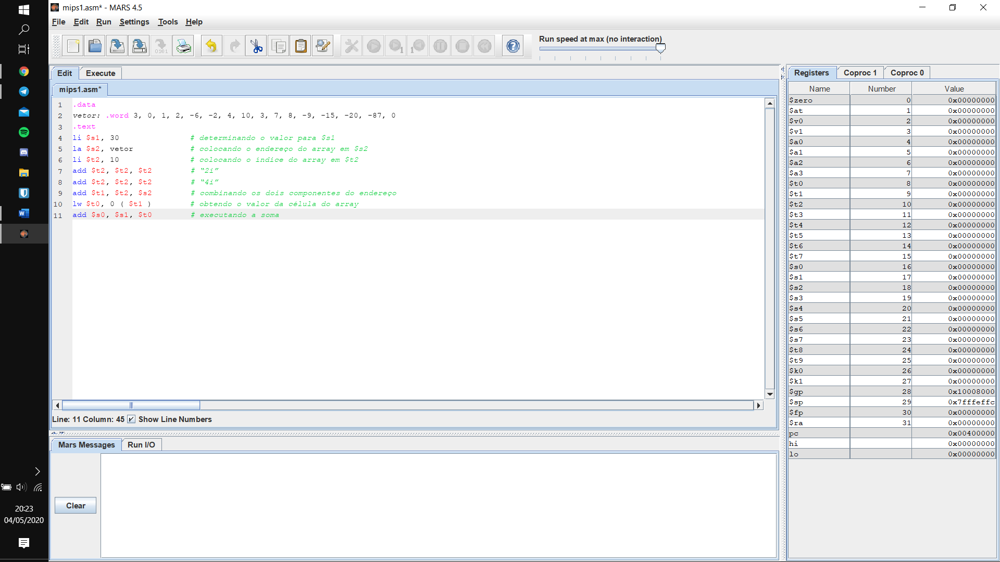 mips1.asm* - MARS 4.5
File Edit Run Settings Tools Help
Run speed at max (no interaction)
Edit Execute
mips1.asm*
1 .data
2 vetor: .word 3, 0, 1, 2, -6, -2, 4, 10, 3, 7, 8, -9, -15, -20, -87, 0
3 .text
4 li $s1, 30 # determinando o valor para $s1
5 la $s2, vetor # colocando o endereço do array em $s2
6 li $t2, 10 # colocando o índice do array em $t2
7 add $t2, $t2, $t2 # “2i”
8 add $t2, $t2, $t2 # “4i”
9 add $t1, $t2, $s2 # combinando os dois componentes do endereço
10 lw $t0, 0 ( $t1 ) # obtendo o valor da célula do array
11 add $s0, $s1, $t0 # executando a soma
Line: 11 Column: 45 Show Line Numbers
Mars Messages Run I/O
Clear
Registers Coproc 1 Coproc 0
Name Number Value
$zero 0 0x00000000
$at 1 0x00000000
$v0 2 0x00000000
$v1 3 0x00000000
$a0 4 0x00000000
$a1 5 0x00000000
$a2 6 0x00000000
$a3 7 0x00000000
$t0 8 0x00000000
$t1 9 0x00000000
$t2 10 0x00000000
$t3 11 0x00000000
$t4 12 0x00000000
$t5 13 0x00000000
$t6 14 0x00000000
$t7 15 0x00000000
$s0 16 0x00000000
$s1 17 0x00000000
$s2 18 0x00000000
$s3 19 0x00000000
$s4 20 0x00000000
$s5 21 0x00000000
$s6 22 0x00000000
$s7 23 0x00000000
$t8 24 0x00000000
$t9 25 0x00000000
$k0 26 0x00000000
$k1 27 0x00000000
$gp 28 0x10008000
$sp 29 0x7fffeffc
$fp 30 0x00000000
$ra 31 0x00000000
pc 0x00400000
hi 0x00000000
lo 0x00000000
20:23
04/05/2020